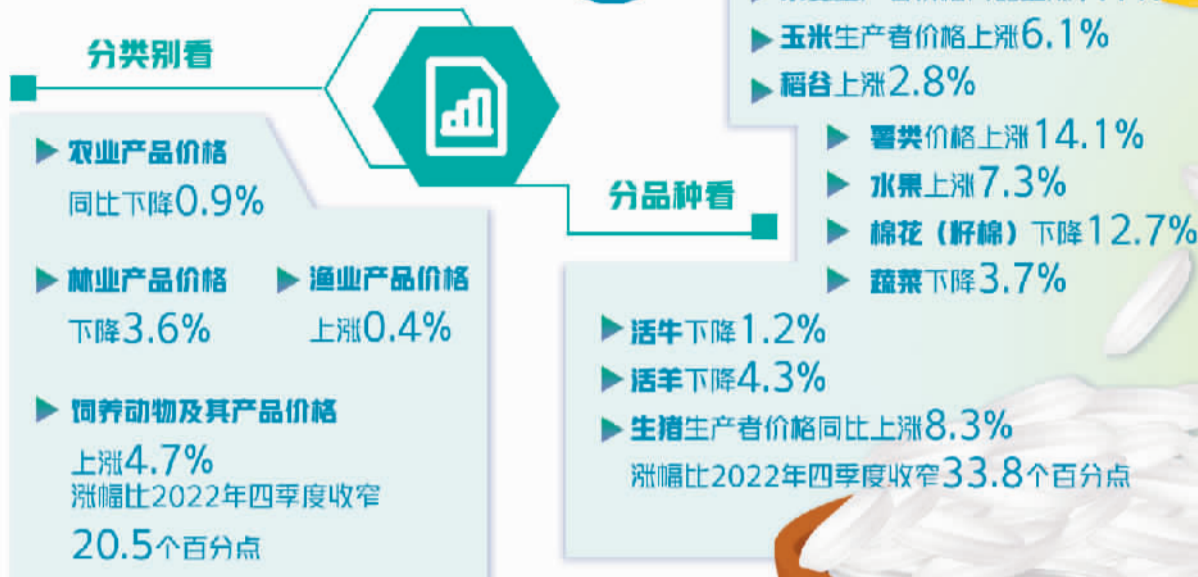 分类别看
▶ 农业产品价格
同比下降0.9%
▶ 林业产品价格
下降3.6%
▶ 渔业产品价格
上涨0.4%
▶ 饲养动物及其产品价格
上涨4.7%
涨幅比2022年四季度收窄
20.5个百分点
分品种看
▶ 玉米生产者价格上涨6.1%
▶ 稻谷上涨2.8%
▶ 薯类价格上涨14.1%
▶ 水果上涨7.3%
▶ 棉花（籽棉）下降12.7%
▶ 蔬菜下降3.7%
▶ 活牛下降1.2%
▶ 活羊下降4.3%
▶ 生猪生产者价格同比上涨8.3%
涨幅比2022年四季度收窄33.8个百分点